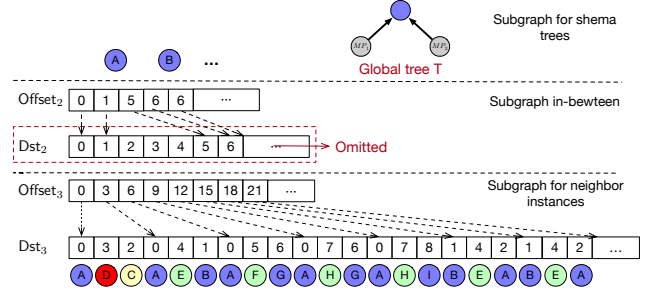 Subgraph for shema trees
MP₁ MP₂
A B ...
Global tree T
Offset₂ 0 1 5 6 6 ...
Subgraph in-bewteen
Dst₂ 0 1 2 3 4 5 6 ... Omitted
Offset₃ 0 3 6 9 12 15 18 21 ...
Subgraph for neighbor instances
Dst₃ 0 3 2 0 4 1 0 5 6 0 7 6 0 7 8 1 4 2 1 4 2 ...
A D C A E B A F G A H G A H I B E A B E A